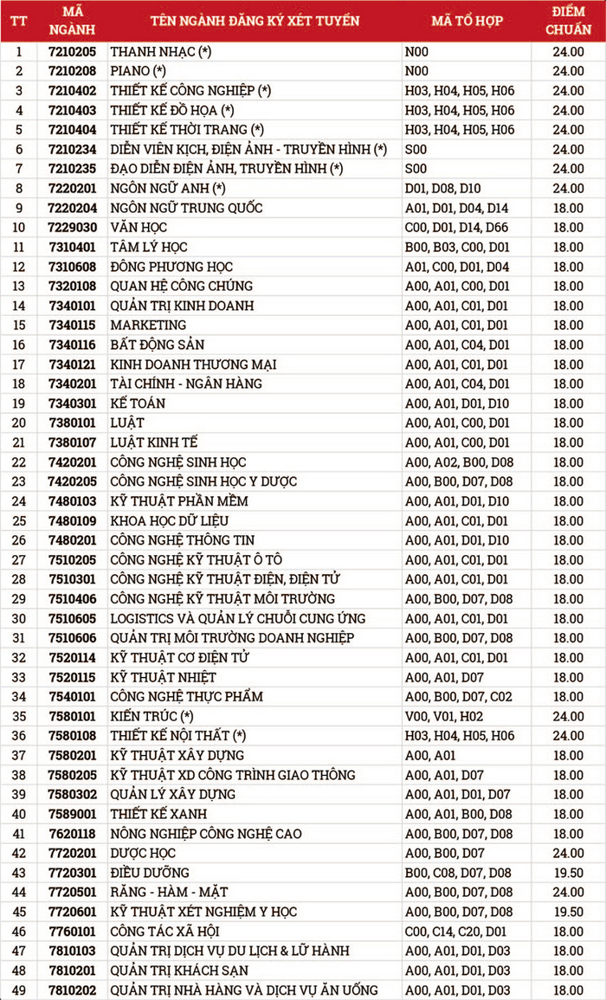 TT MÃ NGÀNH TÊN NGÀNH ĐĂNG KÝ XÉT TUYỂN MÃ TỔ HỢP ĐIỂM CHUẨN
1 7210205 THANH NHẠC (*) N00 24.00
2 7210208 PIANO (*) N00 24.00
3 7210402 THIẾT KẾ CÔNG NGHIỆP (*) H03, H04, H05, H06 24.00
4 7210403 THIẾT KẾ ĐỒ HỌA (*) H03, H04, H05, H06 24.00
5 7210404 THIẾT KẾ THỜI TRANG (*) H03, H04, H05, H06 24.00
6 7210234 DIỄN VIÊN KỊCH, ĐIỆN ẢNH - TRUYỀN HÌNH (*) S00 24.00
7 7210235 ĐẠO DIỄN ĐIỆN ẢNH, TRUYỀN HÌNH (*) S00 24.00
8 7220201 NGÔN NGỮ ANH (*) D01, D08, D10 24.00
9 7220204 NGÔN NGỮ TRUNG QUỐC A01, D01, D04, D14 18.00
10 7229030 VĂN HỌC C00, D01, D14, D66 18.00
11 7310401 TÂM LÝ HỌC B00, B03, C00, D01 18.00
12 7310608 ĐÔNG PHƯƠNG HỌC A01, C00, D01, D04 18.00
13 7320108 QUAN HỆ CÔNG CHÚNG A00, A01, C00, D01 18.00
14 7340101 QUẢN TRỊ KINH DOANH A00, A01, C01, D01 18.00
15 7340115 MARKETING A00, A01, C01, D01 18.00
16 7340116 BẤT ĐỘNG SẢN A00, A01, C04, D01 18.00
17 7340121 KINH DOANH THƯƠNG MẠI A00, A01, C01, D01 18.00
18 7340201 TÀI CHÍNH - NGÂN HÀNG A00, A01, C04, D01 18.00
19 7340301 KẾ TOÁN A00, A01, D01, D10 18.00
20 7380101 LUẬT A00, A01, C00, D01 18.00
21 7380107 LUẬT KINH TẾ A00, A01, C00, D01 18.00
22 7420201 CÔNG NGHỆ SINH HỌC A00, A02, B00, D08 18.00
23 7420205 CÔNG NGHỆ SINH HỌC Y DƯỢC A00, B00, D07, D08 18.00
24 7480103 KỸ THUẬT PHẦN MỀM A00, A01, D01, D10 18.00
25 7480109 KHOA HỌC DỮ LIỆU A00, A01, C01, D01 18.00
26 7480201 CÔNG NGHỆ THÔNG TIN A00, A01, D01, D10 18.00
27 7510205 CÔNG NGHỆ KỸ THUẬT Ô TÔ A00, A01, C01, D01 18.00
28 7510301 CÔNG NGHỆ KỸ THUẬT ĐIỆN, ĐIỆN TỬ A00, A01, C01, D01 18.00
29 7510406 CÔNG NGHỆ KỸ THUẬT MÔI TRƯỜNG A00, B00, D07, D08 18.00
30 7510605 LOGISTICS VÀ QUẢN LÝ CHUỖI CUNG ỨNG A00, A01, C01, D01 18.00
31 7510606 QUẢN TRỊ MÔI TRƯỜNG DOANH NGHIỆP A00, B00, D07, D08 18.00
32 7520114 KỸ THUẬT CƠ ĐIỆN TỬ A00, A01, C01, D01 18.00
33 7520115 KỸ THUẬT NHIỆT A00, A01, D07 18.00
34 7540101 CÔNG NGHỆ THỰC PHẨM A00, B00, D07, C02 18.00
35 7580101 KIẾN TRÚC (*) V00, V01, H02 24.00
36 7580108 THIẾT KẾ NỘI THẤT (*) H03, H04, H05, H06 24.00
37 7580201 KỸ THUẬT XÂY DỰNG A00, A01 18.00
38 7580205 KỸ THUẬT XD CÔNG TRÌNH GIAO THÔNG A00, A01, D07 18.00
39 7580302 QUẢN LÝ XÂY DỰNG A00, A01, D01, D07 18.00
40 7589001 THIẾT KẾ XANH A00, A01, B00, D08 18.00
41 7620118 NÔNG NGHIỆP CÔNG NGHỆ CAO A00, B00, D07, D08 18.00
42 7720201 DƯỢC HỌC A00, B00, D07 24.00
43 7720301 ĐIỀU DƯỠNG B00, C08, D07, D08 19.50
44 7720501 RĂNG - HÀM - MẶT A00, B00, D07, D08 24.00
45 7720601 KỸ THUẬT XÉT NGHIỆM Y HỌC A00, B00, D07, D08 19.50
46 7760101 CÔNG TÁC XÃ HỘI C00, C14, C20, D01 18.00
47 7810103 QUẢN TRỊ DỊCH VỤ DU LỊCH & LỮ HÀNH A00, A01, D01, D03 18.00
48 7810201 QUẢN TRỊ KHÁCH SẠN A00, A01, D01, D03 18.00
49 7810202 QUẢN TRỊ NHÀ HÀNG VÀ DỊCH VỤ ĂN UỐNG A00, A01, D01, D03 18.00